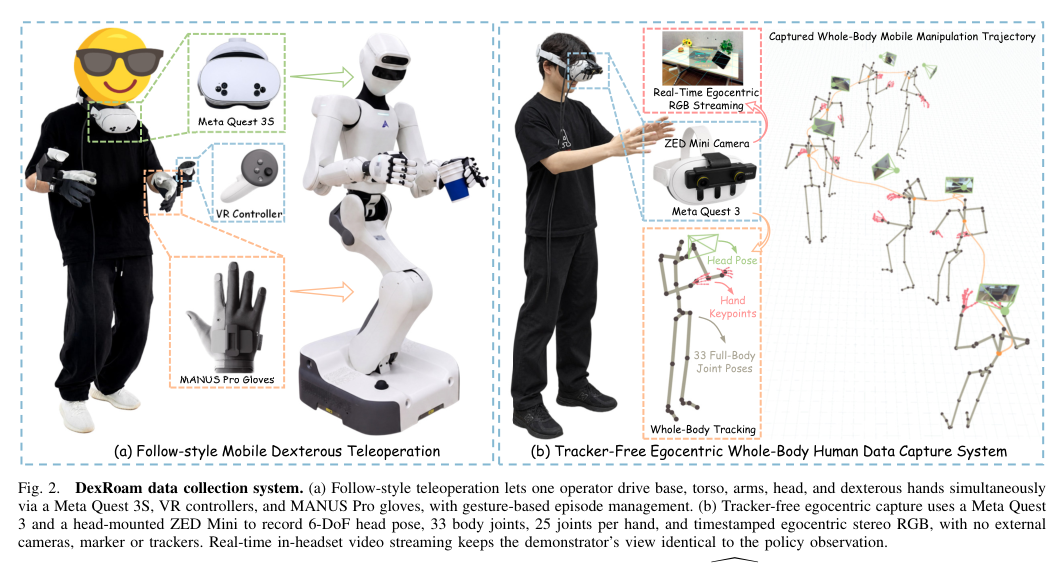 Meta Quest 3S
VR Controller
MANUS Pro Gloves
(a) Follow-style Mobile Dexterous Teleoperation
Real-Time Egocentric
RGB Streaming
ZED Mini Camera
Meta Quest 3
Head Pose
Hand
Keypoints
33 Full-Body
Joint Poses
Whole-Body Tracking
Captured Whole-Body Mobile Manipulation Trajectory
(b) Tracker-Free Egocentric Whole-Body Human Data Capture System
Fig. 2. DexRoam data collection system. (a) Follow-style teleoperation lets one operator drive base, torso, arms, head, and dexterous hands simultaneously
via a Meta Quest 3S, VR controllers, and MANUS Pro gloves, with gesture-based episode management. (b) Tracker-free egocentric capture uses a Meta Quest
3 and a head-mounted ZED Mini to record 6-DoF head pose, 33 body joints, 25 joints per hand, and timestamped egocentric stereo RGB, with no external
cameras, marker or trackers. Real-time in-headset video streaming keeps the demonstrator's view identical to the policy observation.